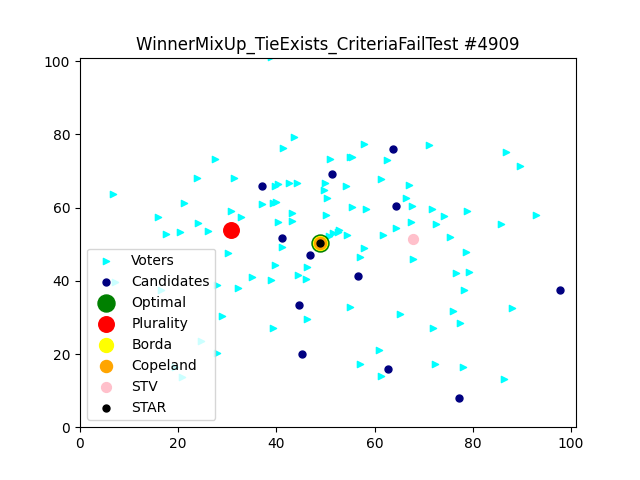 WinnerMixUp_TieExists_CriteriaFailTest #4909
100
80
60
40
20
0
Voters
Candidates
Optimal
Plurality
Borda
Copeland
STV
STAR
0 20 40 60 80 100